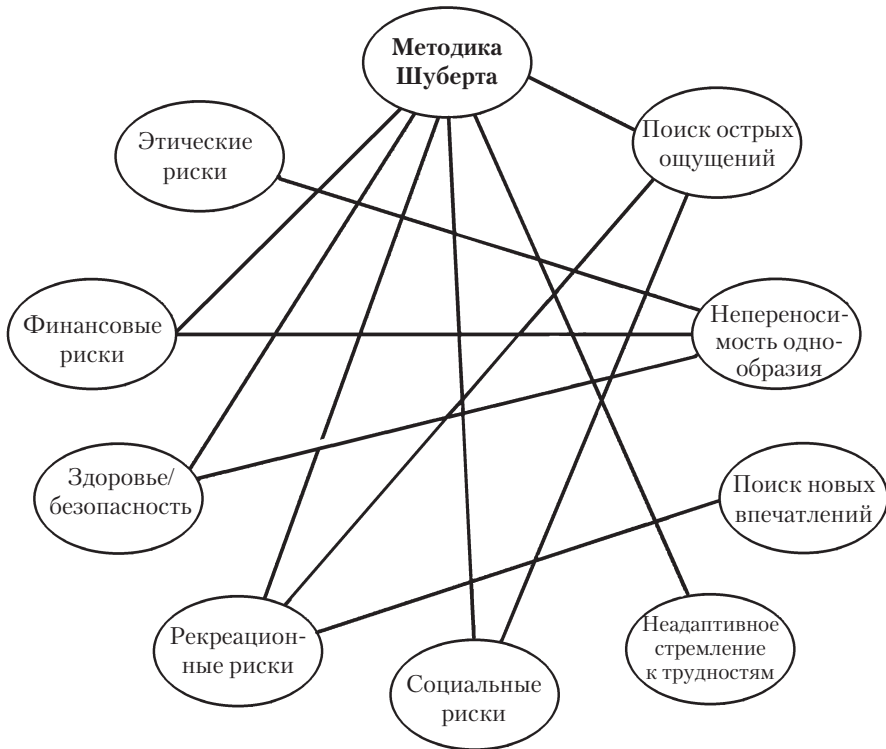 Методика
Шуберта
Этические
риски
Поиск острых
ощущений
Финансовые
риски
Непереноси-
мость одно-
образия
Здоровье/
безопасность
Поиск новых
впечатлений
Рекреацион-
ные риски
Социальные
риски
Неадаптивное
стремление
к трудностям